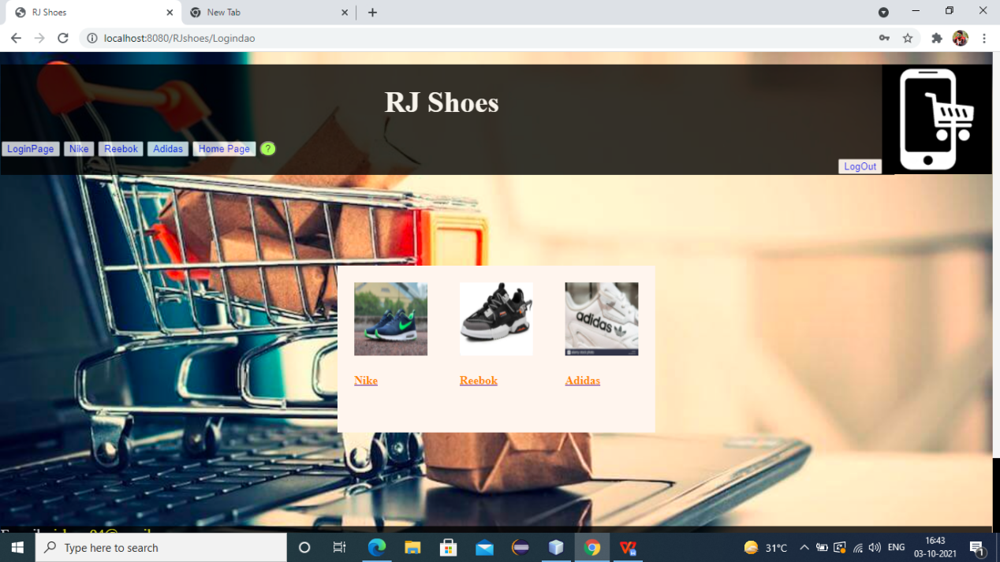 RJ Shoes
New Tab
localhost:8080/RJshoes/Logindao
RJ Shoes
LoginPage Nike Reebok Adidas Home Page ?
LogOut
adidas
Nike Reebok Adidas
Type here to search
31°C ENG 16:43
03-10-2021
1